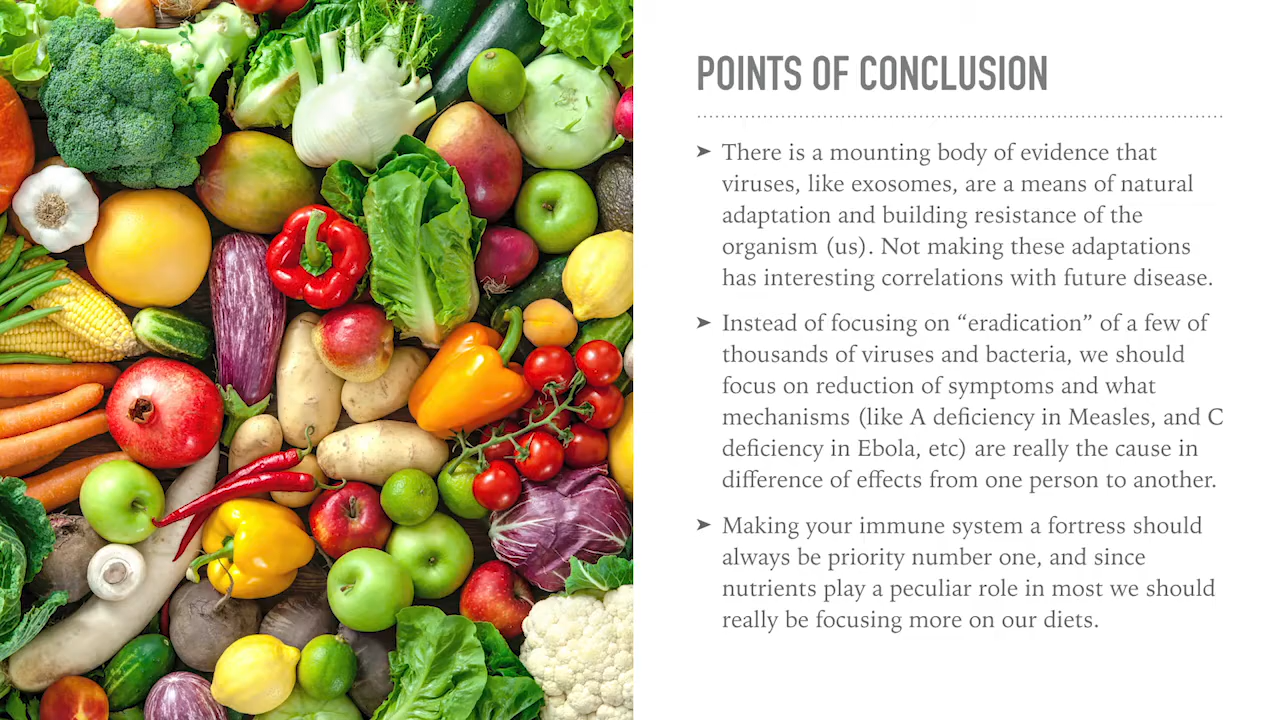 POINTS OF CONCLUSION
➤ There is a mounting body of evidence that
viruses, like exosomes, are a means of natural
adaptation and building resistance of the
organism (us). Not making these adaptations
has interesting correlations with future disease.
➤ Instead of focusing on “eradication” of a few of
thousands of viruses and bacteria, we should
focus on reduction of symptoms and what
mechanisms (like A deficiency in Measles, and C
deficiency in Ebola, etc) are really the cause in
difference of effects from one person to another.
➤ Making your immune system a fortress should
always be priority number one, and since
nutrients play a peculiar role in most we should
really be focusing more on our diets.